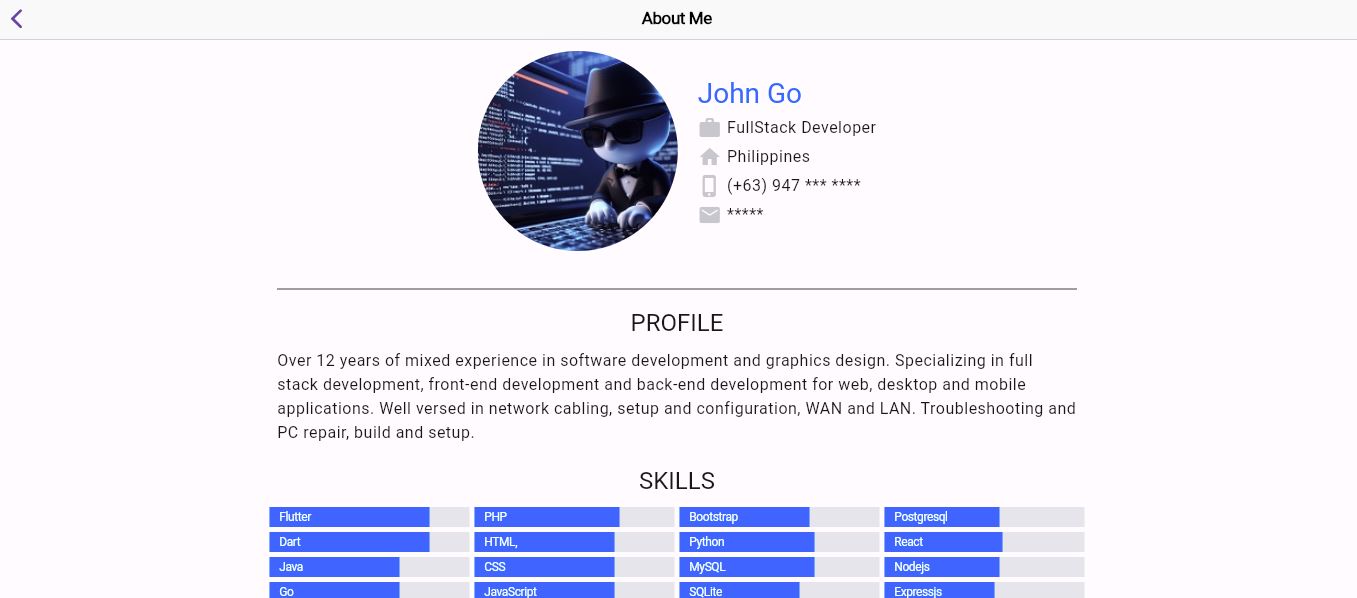 About Me
John Go
FullStack Developer
Philippines
(+63) 947 *** ****
*****
PROFILE
Over 12 years of mixed experience in software development and graphics design. Specializing in full
stack development, front-end development and back-end development for web, desktop and mobile
applications. Well versed in network cabling, setup and configuration, WAN and LAN. Troubleshooting and
PC repair, build and setup.
SKILLS
Flutter PHP Bootstrap Postgresql
Dart HTML, Python React
Java CSS MySQL Nodejs
Go JavaScript SQLite Expressjs